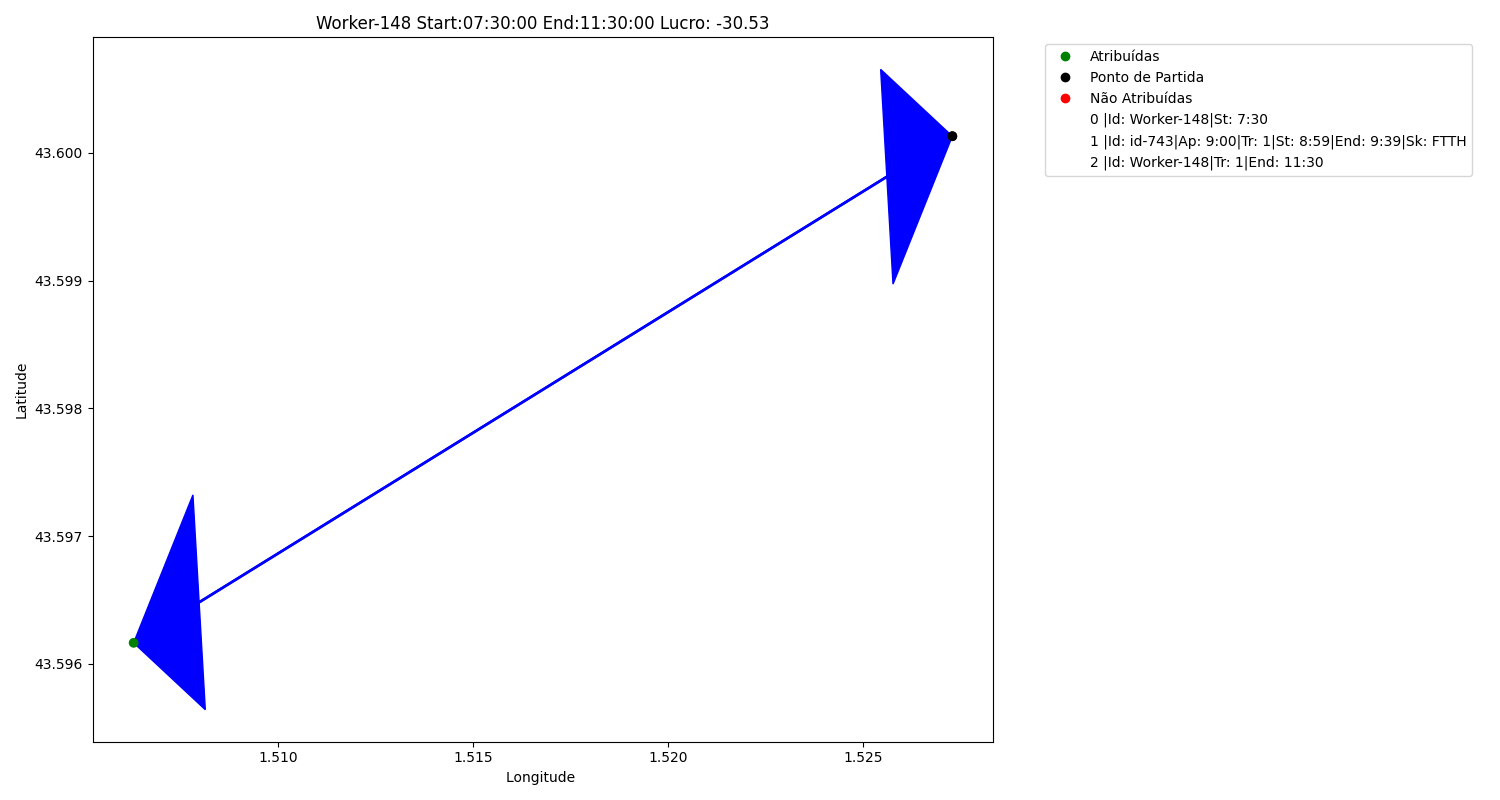 Worker-148 Start:07:30:00 End:11:30:00 Lucro: -30.53
Atribuídas
Ponto de Partida
Não Atribuídas
0 |Id: Worker-148|St: 7:30
1 |Id: id-743|Ap: 9:00|Tr: 1|St: 8:59|End: 9:39|Sk: FTTH
2 |Id: Worker-148|Tr: 1|End: 11:30
43.600
43.599
43.598
43.597
43.596
Latitude
1.510 1.515 1.520 1.525
Longitude